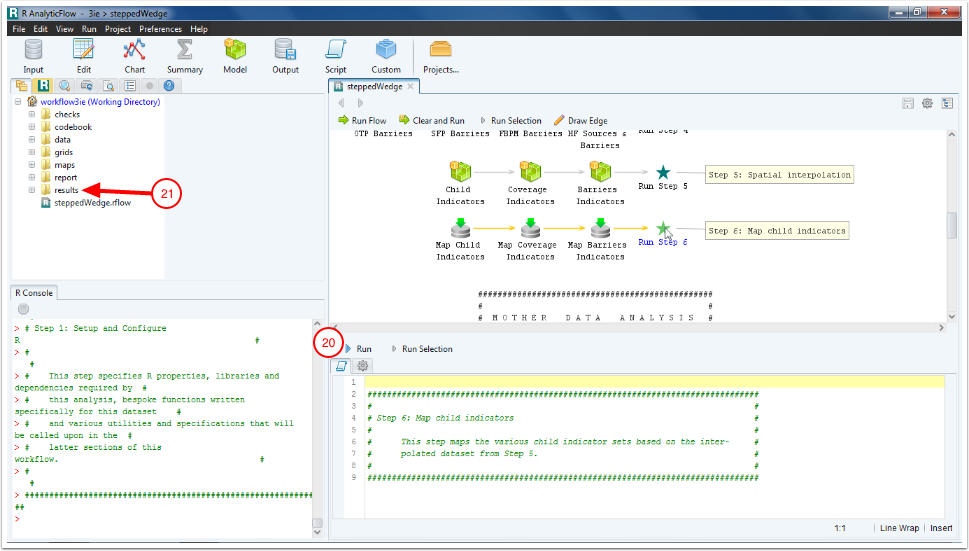 R AnalyticFlow - 3ie > steppedWedge
File Edit View Run Project Preferences Help
Input Edit Chart Summary Model Output Script Custom Projects...
workflow3ie (Working Directory)
checks
codebook
data
grids
maps
report
results
steppedWedge.rflow
21
steppedWedge
Run Flow Clear and Run Run Selection Draw Edge
OTP Barriers SFP Barriers FBPM Barriers HF Sources & Barriers Run Step 4
Child Indicators Coverage Indicators Barriers Indicators Run Step 5 Step 5: Spatial interpolation
Map Child Indicators Map Coverage Indicators Map Barriers Indicators Run Step 6 Step 6: Map child indicators
################################################
# #
# M O T H E R D A T A A N A L Y S I S #
R Console
> # Step 1: Setup and Configure
R #
> #
#
> # This step specifies R properties, libraries and
dependencies required by #
> # this analysis, bespoke functions written
specifically for this dataset #
> # and various utilities and specifications that will
be called upon in the #
> # latter sections of this
workflow. #
> #
#
> ############################################################
##
>
20
Run Run Selection
1
2 ################################################################################
3 # #
4 # Step 6: Map child indicators #
5 # #
6 # This step maps the various child indicator sets based on the inter- #
7 # polated dataset from Step 5. #
8 # #
9 ################################################################################
1:1 Line Wrap Insert